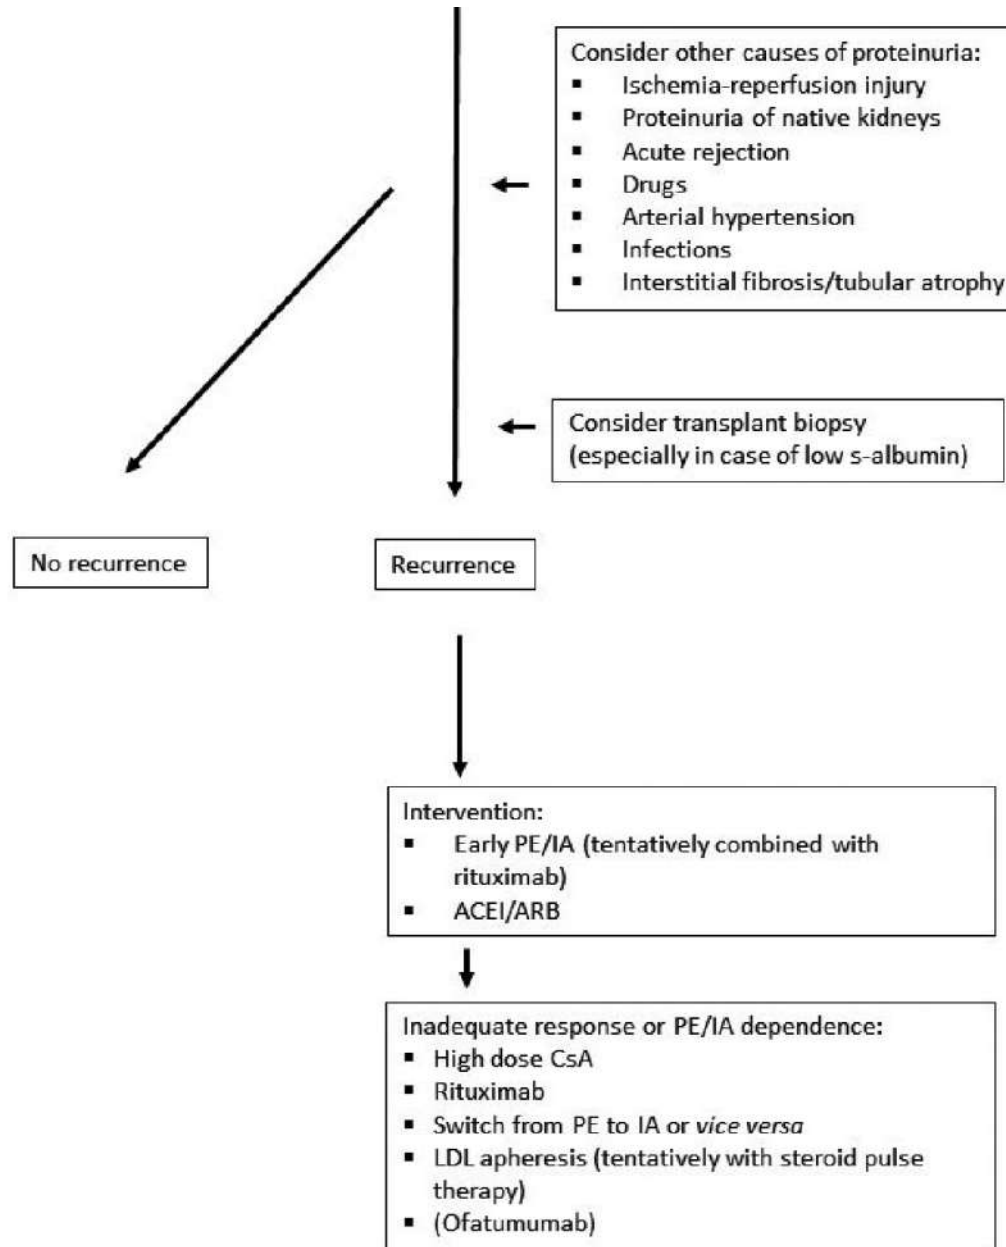 Consider other causes of proteinuria:
▪ Ischemia-reperfusion injury
▪ Proteinuria of native kidneys
▪ Acute rejection
▪ Drugs
▪ Arterial hypertension
▪ Infections
▪ Interstitial fibrosis/tubular atrophy
Consider transplant biopsy
(especially in case of low s-albumin)
No recurrence
Recurrence
Intervention:
▪ Early PE/IA (tentatively combined with
rituximab)
▪ ACEI/ARB
Inadequate response or PE/IA dependence:
▪ High dose CsA
▪ Rituximab
▪ Switch from PE to IA or vice versa
▪ LDL apheresis (tentatively with steroid pulse
therapy)
▪ (Ofatumumab)